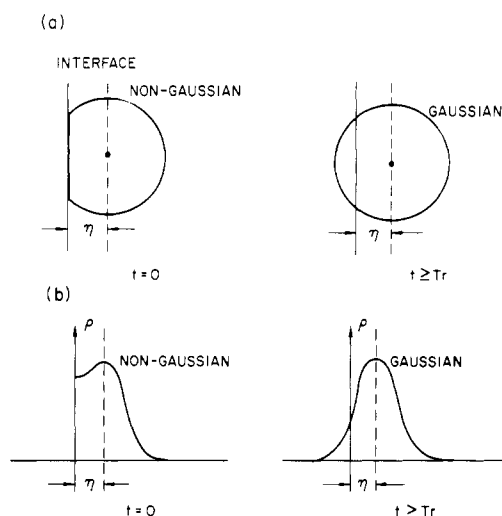 (a)
INTERFACE
NON-GAUSSIAN
GAUSSIAN
η
η
t = 0
t ≥ Tr
(b)
ρ
ρ
NON-GAUSSIAN
GAUSSIAN
η
η
t = 0
t > Tr